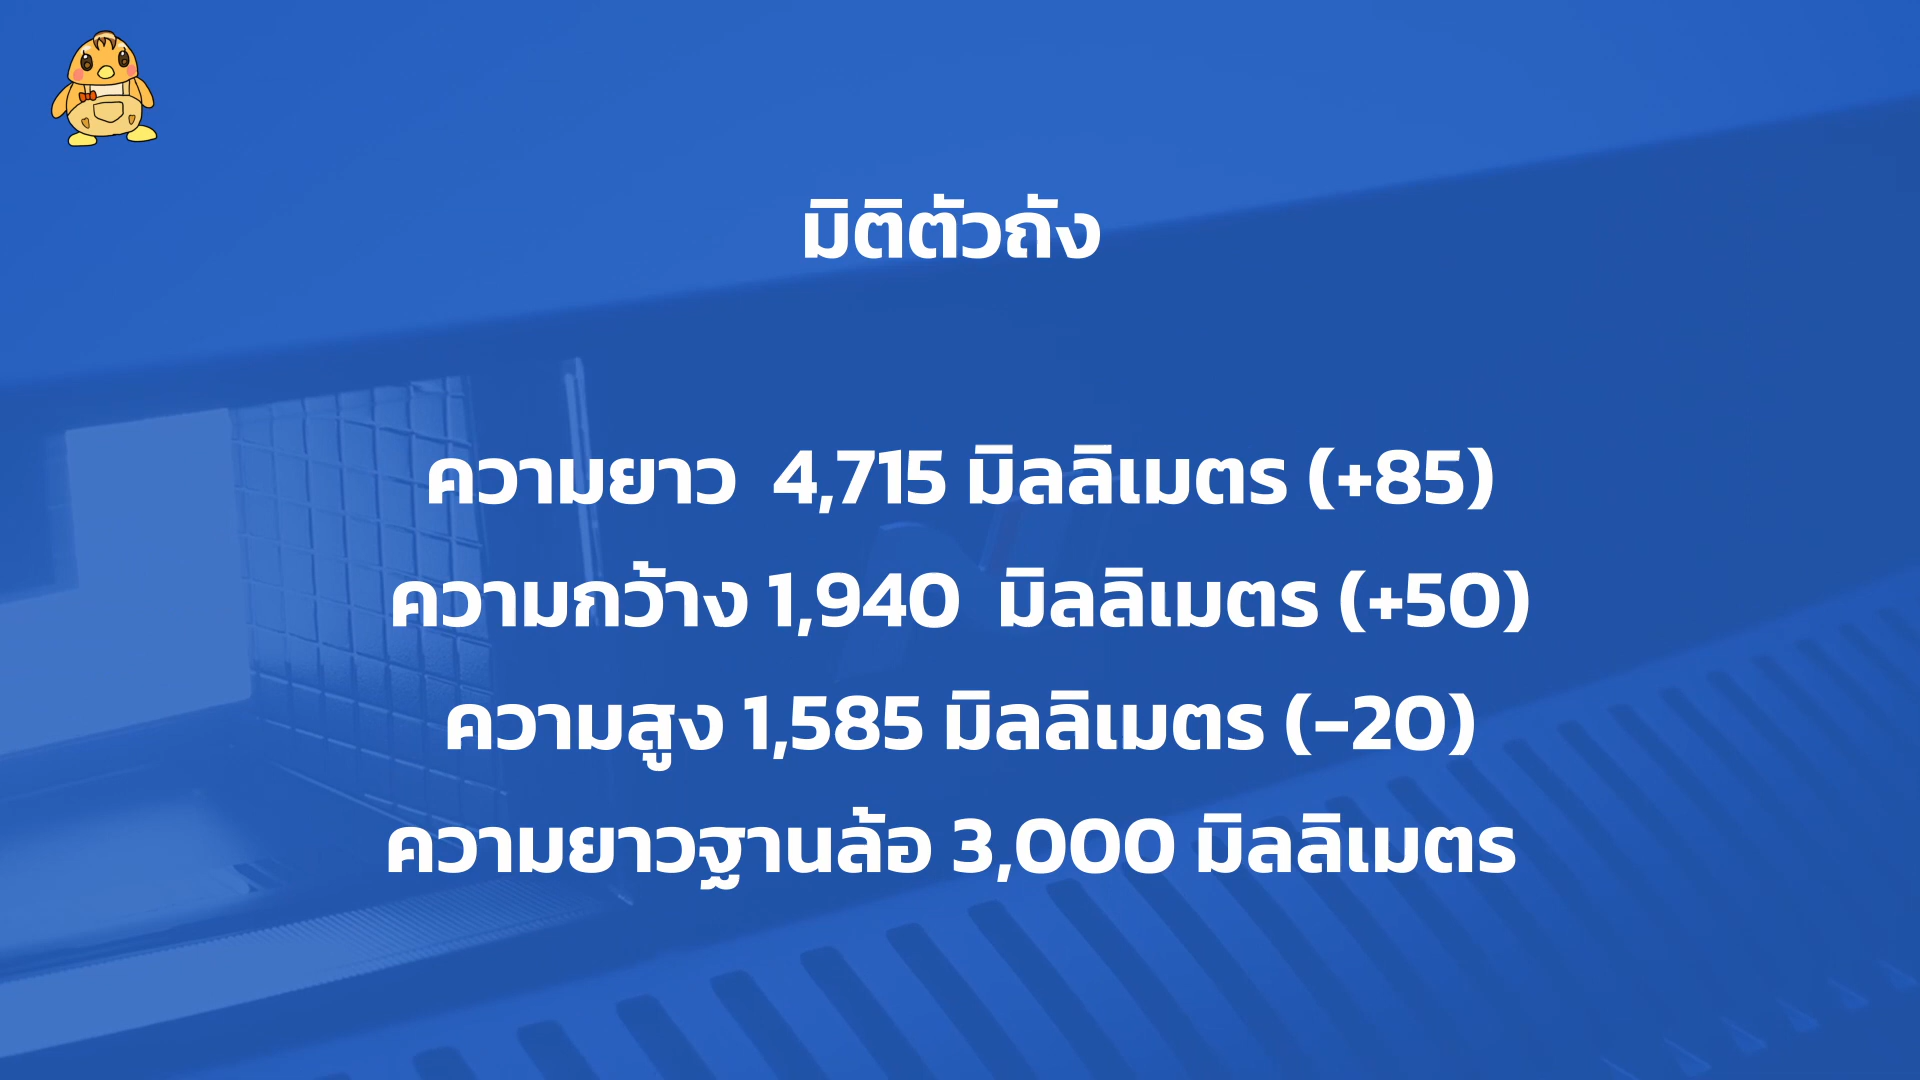 มิติตัวถัง
ความยาว 4,715 มิลลิเมตร (+85)
ความกว้าง 1,940 มิลลิเมตร (+50)
ความสูง 1,585 มิลลิเมตร (-20)
ความยาวฐานล้อ 3,000 มิลลิเมตร